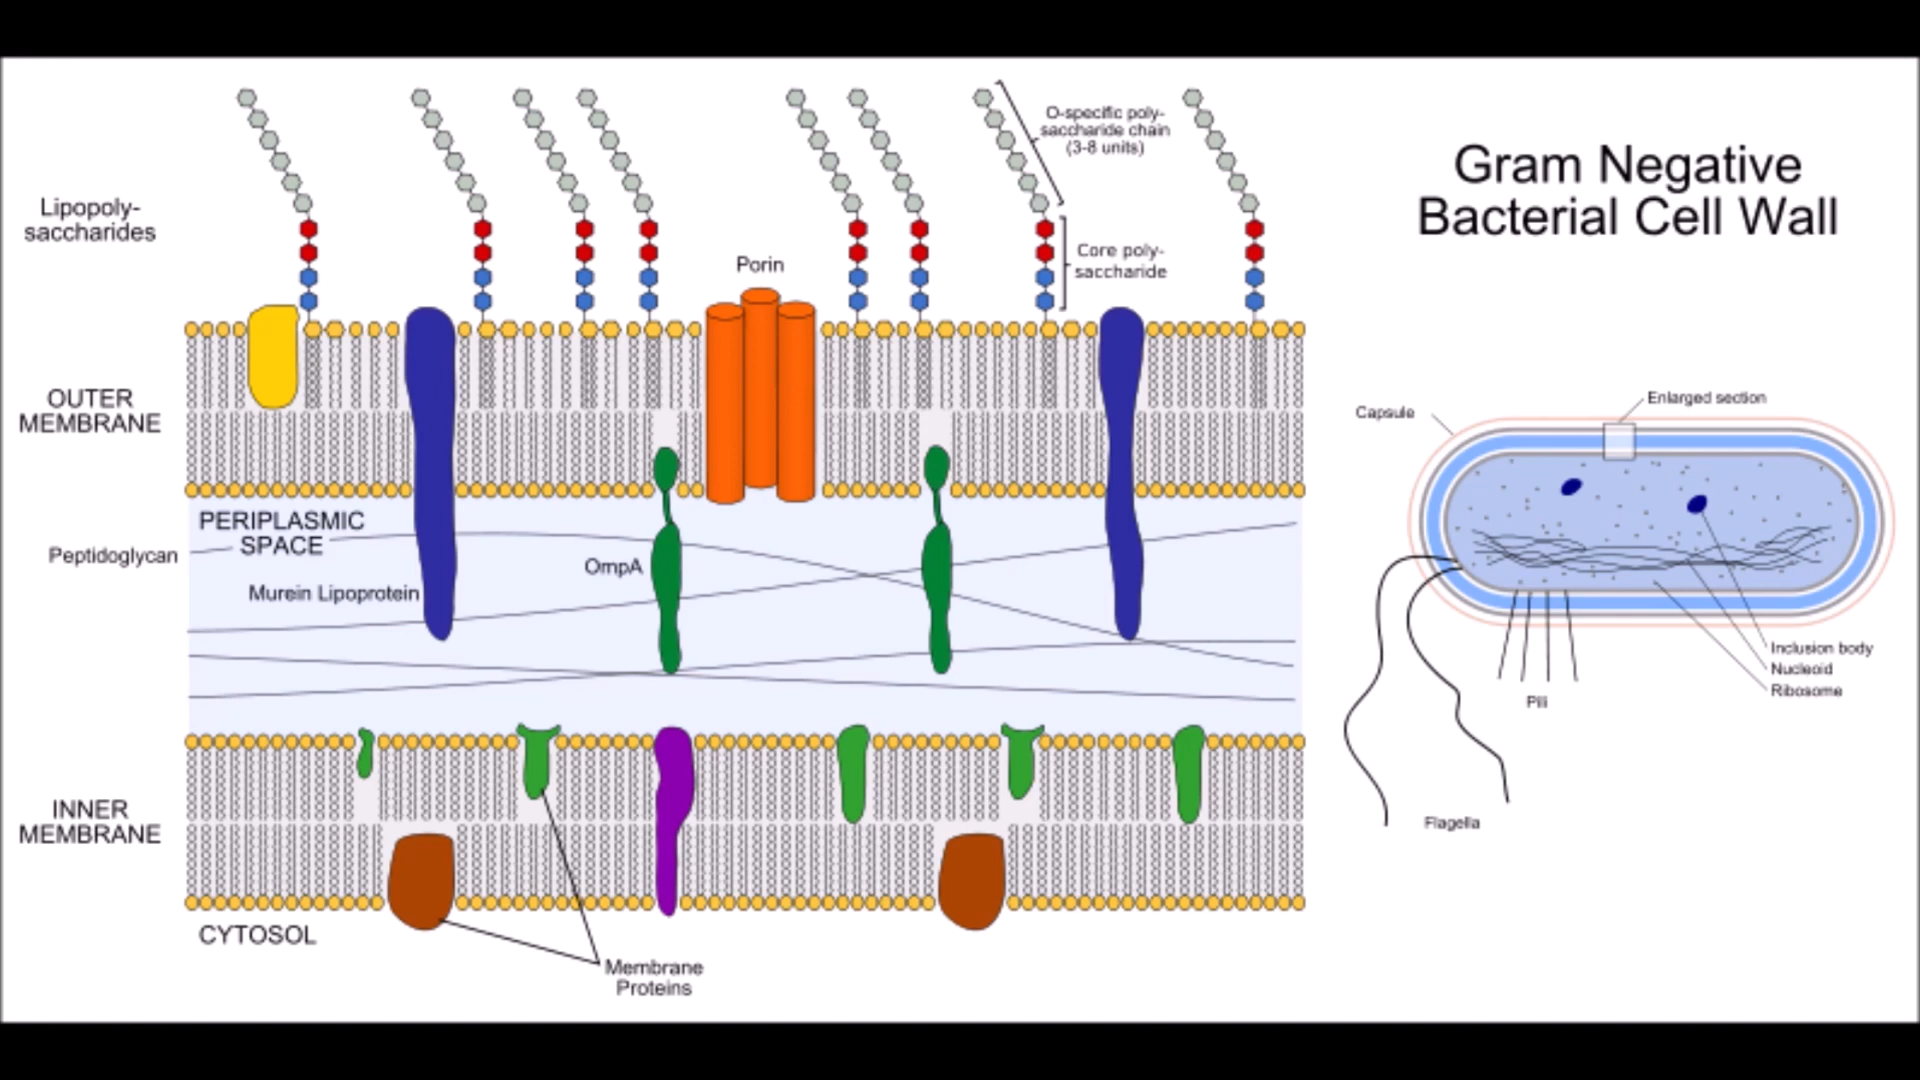 Gram Negative
Bacterial Cell Wall
O-specific poly-
saccharide chain
(3-8 units)
Lipopoly-
saccharides
Core poly-
saccharide
Porin
OUTER
MEMBRANE
PERIPLASMIC
SPACE
Peptidoglycan
OmpA
Murein Lipoprotein
INNER
MEMBRANE
CYTOSOL
Membrane
Proteins
Enlarged section
Capsule
Inclusion body
Nucleoid
Ribosome
Pili
Flagella